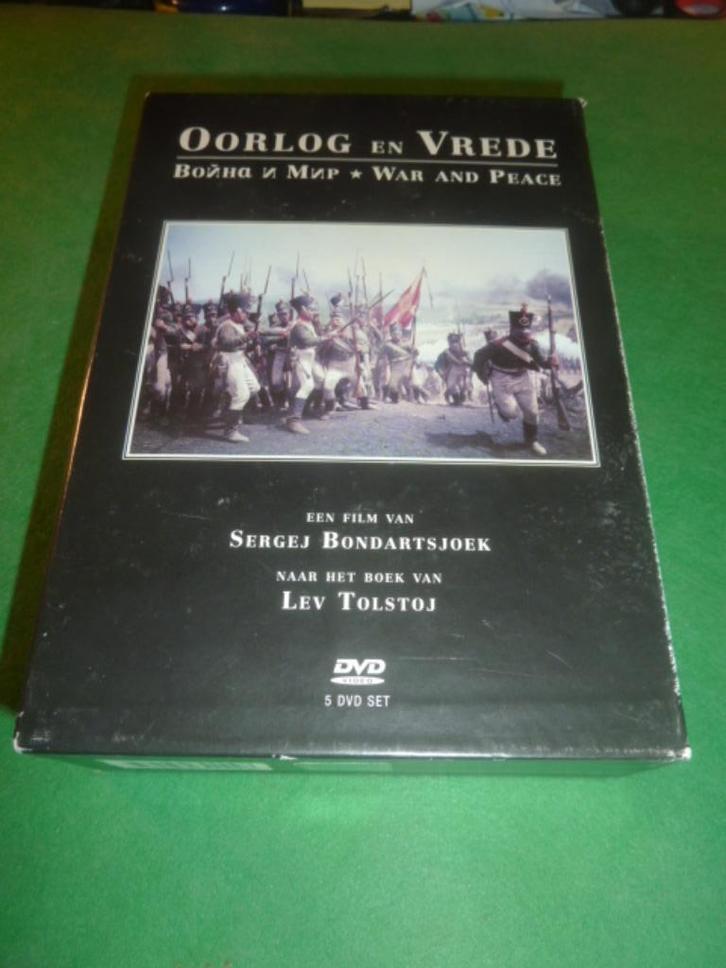 OORLOG EN VREDE
Война и Мир ★ WAR AND PEACE
EEN FILM VAN
SERGEJ BONDARTSJOEK
NAAR HET BOEK VAN
LEV TOLSTOJ
DVD
VIDEO
5 DVD SET